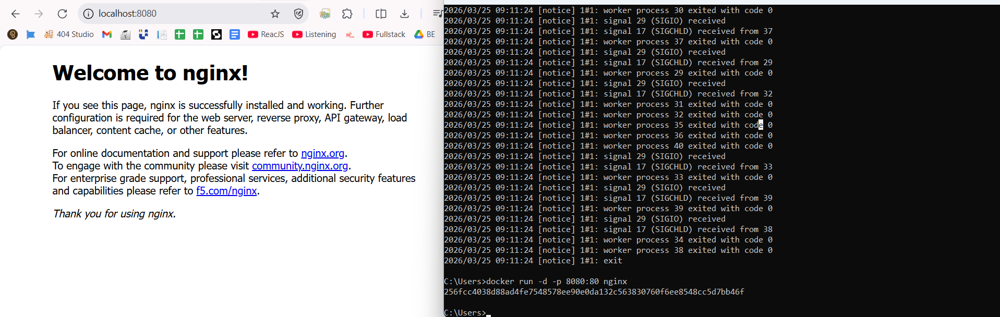 localhost:8080
404 Studio
ReactJS
Listening
Fullstack
BE
Welcome to nginx!
If you see this page, nginx is successfully installed and working. Further
configuration is required for the web server, reverse proxy, API gateway, load
balancer, content cache, or other features.
For online documentation and support please refer to nginx.org.
To engage with the community please visit community.nginx.org.
For enterprise grade support, professional services, additional security features
and capabilities please refer to f5.com/nginx.
Thank you for using nginx.
2026/03/25 09:11:24 [notice] 1#1: worker process 30 exited with code 0
2026/03/25 09:11:24 [notice] 1#1: signal 29 (SIGIO) received
2026/03/25 09:11:24 [notice] 1#1: signal 17 (SIGCHLD) received from 37
2026/03/25 09:11:24 [notice] 1#1: worker process 37 exited with code 0
2026/03/25 09:11:24 [notice] 1#1: signal 29 (SIGIO) received
2026/03/25 09:11:24 [notice] 1#1: signal 17 (SIGCHLD) received from 29
2026/03/25 09:11:24 [notice] 1#1: worker process 29 exited with code 0
2026/03/25 09:11:24 [notice] 1#1: signal 29 (SIGIO) received
2026/03/25 09:11:24 [notice] 1#1: signal 17 (SIGCHLD) received from 32
2026/03/25 09:11:24 [notice] 1#1: worker process 31 exited with code 0
2026/03/25 09:11:24 [notice] 1#1: worker process 32 exited with code 0
2026/03/25 09:11:24 [notice] 1#1: worker process 35 exited with code 0
2026/03/25 09:11:24 [notice] 1#1: worker process 36 exited with code 0
2026/03/25 09:11:24 [notice] 1#1: worker process 40 exited with code 0
2026/03/25 09:11:24 [notice] 1#1: signal 29 (SIGIO) received
2026/03/25 09:11:24 [notice] 1#1: signal 17 (SIGCHLD) received from 33
2026/03/25 09:11:24 [notice] 1#1: worker process 33 exited with code 0
2026/03/25 09:11:24 [notice] 1#1: signal 29 (SIGIO) received
2026/03/25 09:11:24 [notice] 1#1: signal 17 (SIGCHLD) received from 39
2026/03/25 09:11:24 [notice] 1#1: worker process 39 exited with code 0
2026/03/25 09:11:24 [notice] 1#1: signal 29 (SIGIO) received
2026/03/25 09:11:24 [notice] 1#1: signal 17 (SIGCHLD) received from 38
2026/03/25 09:11:24 [notice] 1#1: worker process 34 exited with code 0
2026/03/25 09:11:24 [notice] 1#1: worker process 38 exited with code 0
2026/03/25 09:11:24 [notice] 1#1: exit
C:\Users>docker run -d -p 8080:80 nginx
256fcc4038d88ad4fe7548578ee90e0da132c563830760f6ee8548cc5d7bb46f
C:\Users>